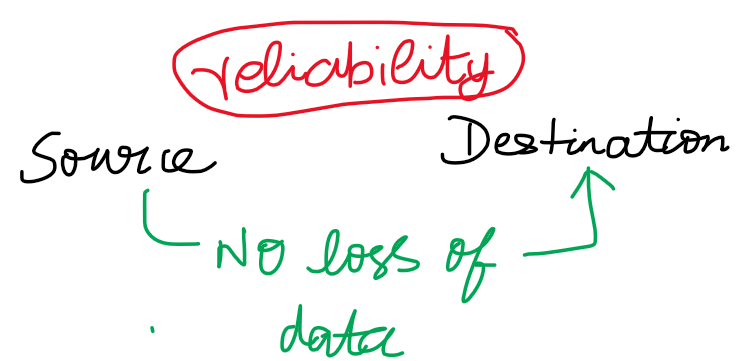 reliability
Source
Destination
No loss of
data